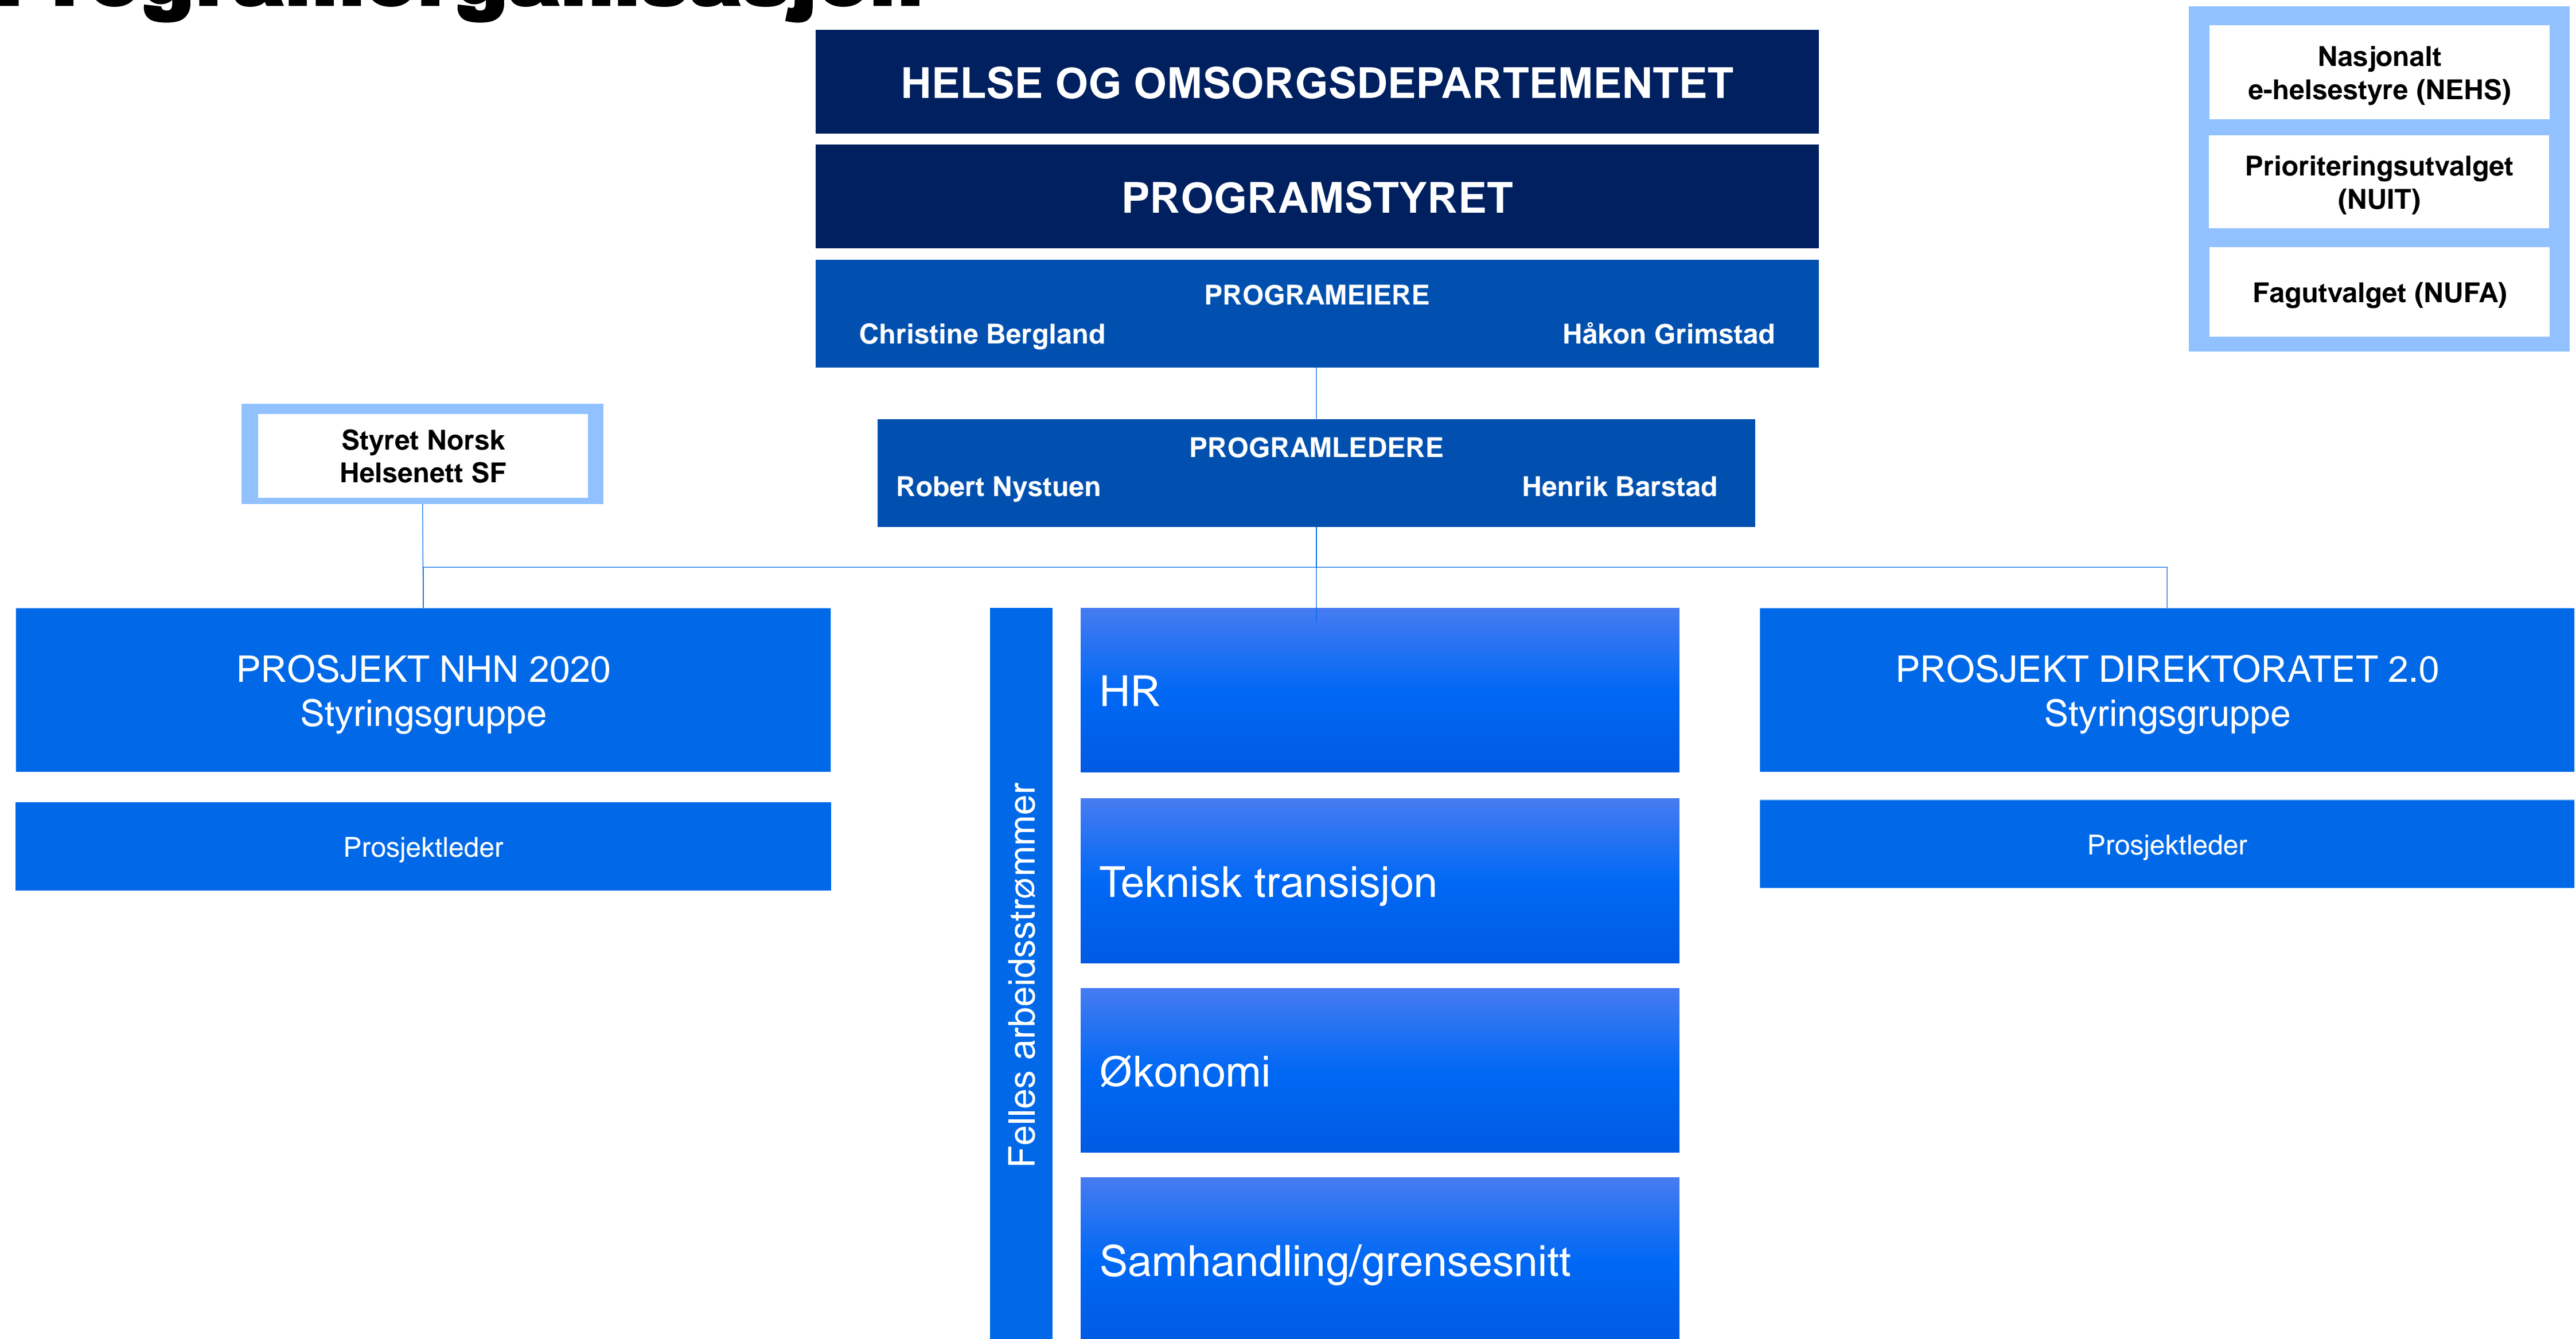 Programorganisasjon
HELSE OG OMSORGSDEPARTEMENTET
PROGRAMSTYRET
PROGRAMEIERE
Christine Bergland
Håkon Grimstad
Nasjonalt
e-helsestyre (NEHS)
Prioriteringsutvalget
(NUIT)
Fagutvalget (NUFA)
Styret Norsk
Helsenett SF
PROGRAMLEDERE
Robert Nystuen
Henrik Barstad
PROSJEKT NHN 2020
Styringsgruppe
Prosjektleder
Felles arbeidsstrømmer
HR
Teknisk transisjon
Økonomi
Samhandling/grensesnitt
PROSJEKT DIREKTORATET 2.0
Styringsgruppe
Prosjektleder